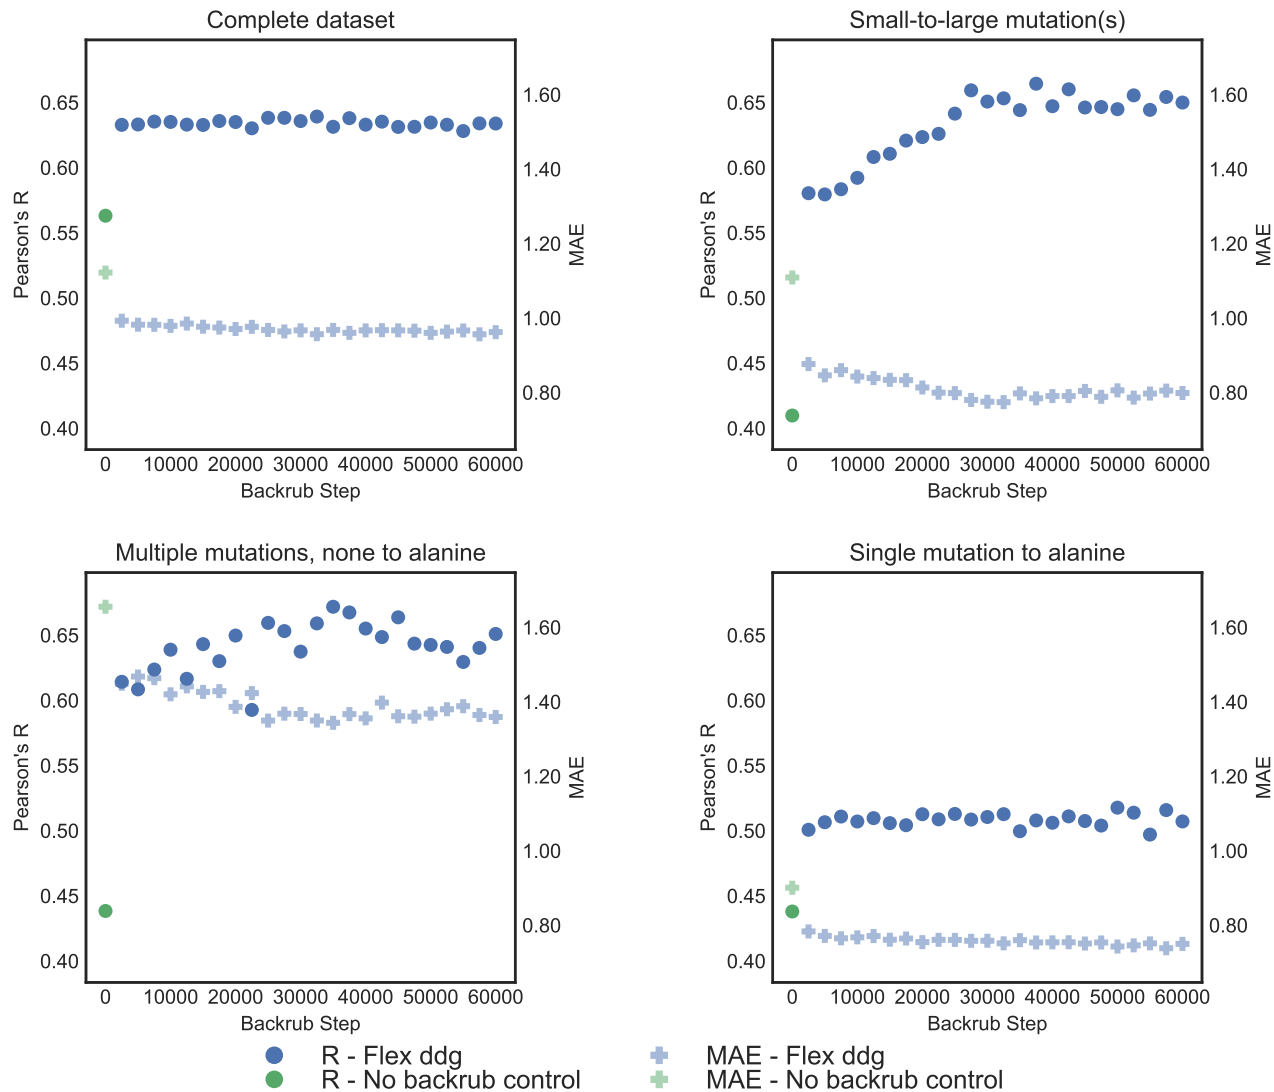 Complete dataset
Small-to-large mutation(s)
0.65
0.60
0.55
0.50
0.45
0.40
Pearson's R
1.60
1.40
1.20
1.00
0.80
MAE
0 10000 20000 30000 40000 50000 60000
Backrub Step
0.65
0.60
0.55
0.50
0.45
0.40
Pearson's R
1.60
1.40
1.20
1.00
0.80
MAE
0 10000 20000 30000 40000 50000 60000
Backrub Step
Multiple mutations, none to alanine
Single mutation to alanine
0.65
0.60
0.55
0.50
0.45
0.40
Pearson's R
1.60
1.40
1.20
1.00
0.80
MAE
0 10000 20000 30000 40000 50000 60000
Backrub Step
0.65
0.60
0.55
0.50
0.45
0.40
Pearson's R
1.60
1.40
1.20
1.00
0.80
MAE
0 10000 20000 30000 40000 50000 60000
Backrub Step
R - Flex ddg
R - No backrub control
MAE - Flex ddg
MAE - No backrub control